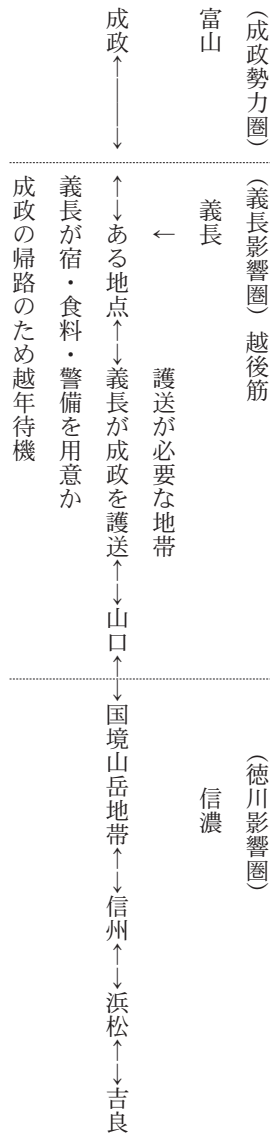 （成政勢力圏）
（義長影響圏）越後筋
（徳川影響圏）
富山
義長
信濃
←
護送が必要な地帯
成政↑――↓
↑↓ある地点↑↓義長が成政を護送↑↓山口↑↓国境山岳地帯↑↓信州↑↓浜松↑↓吉良
義長が宿・食料・警備を用意か
成政の帰路のため越年待機